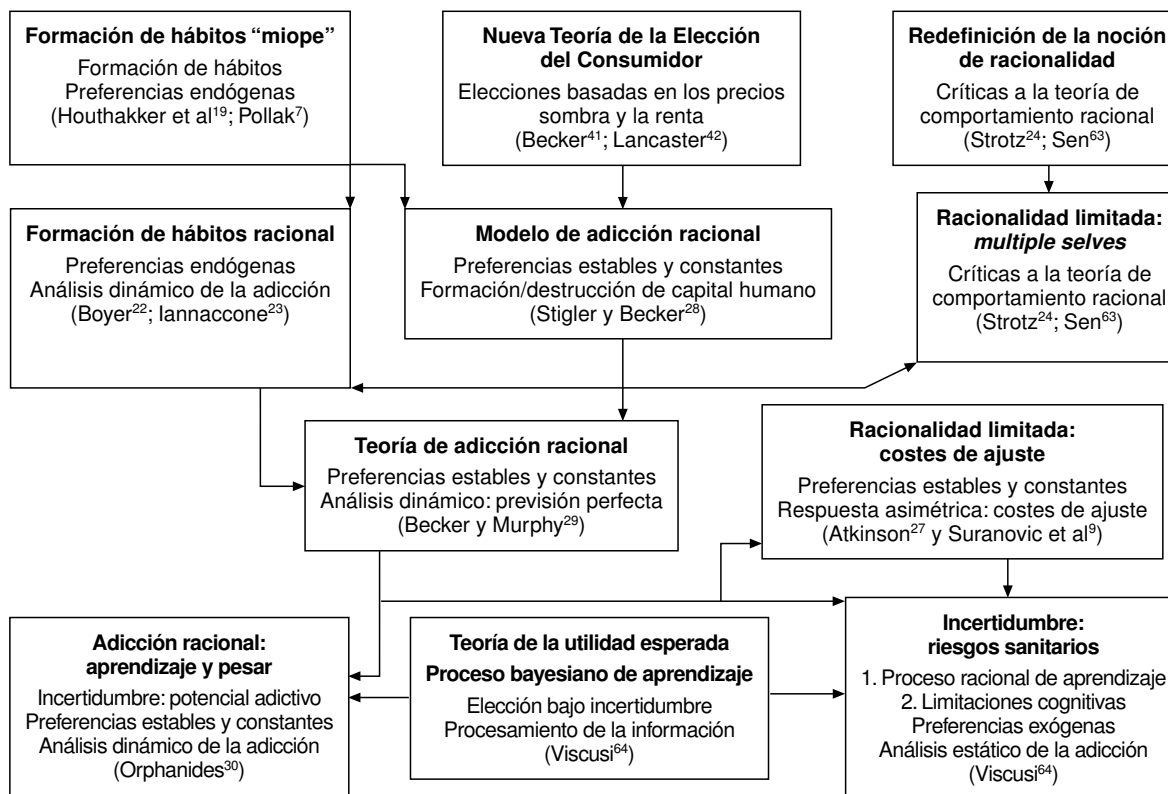 Formación de hábitos “miope”
Formación de hábitos
Preferencias endógenas
(Houthakker et al19; Pollak7)
Nueva Teoría de la Elección
del Consumidor
Elecciones basadas en los precios
sombra y la renta
(Becker41; Lancaster42)
Redefinición de la noción
de racionalidad
Críticas a la teoría de
comportamiento racional
(Strotz24; Sen63)
Formación de hábitos racional
Preferencias endógenas
Análisis dinámico de la adicción
(Boyer22; Iannaccone23)
Modelo de adicción racional
Preferencias estables y constantes
Formación/destrucción de capital humano
(Stigler y Becker28)
Racionalidad limitada:
multiple selves
Críticas a la teoría de
comportamiento racional
(Strotz24; Sen63)
Teoría de adicción racional
Preferencias estables y constantes
Análisis dinámico: previsión perfecta
(Becker y Murphy29)
Racionalidad limitada:
costes de ajuste
Preferencias estables y constantes
Respuesta asimétrica: costes de ajuste
(Atkinson27 y Suranovic et al9)
Adicción racional:
aprendizaje y pesar
Incertidumbre: potencial adictivo
Preferencias estables y constantes
Análisis dinámico de la adicción
(Orphanides30)
Teoría de la utilidad esperada
Proceso bayesiano de aprendizaje
Elección bajo incertidumbre
Procesamiento de la información
(Viscusi64)
Incertidumbre:
riesgos sanitarios
1. Proceso racional de aprendizaje
2. Limitaciones cognitivas
Preferencias exógenas
Análisis estático de la adicción
(Viscusi64)